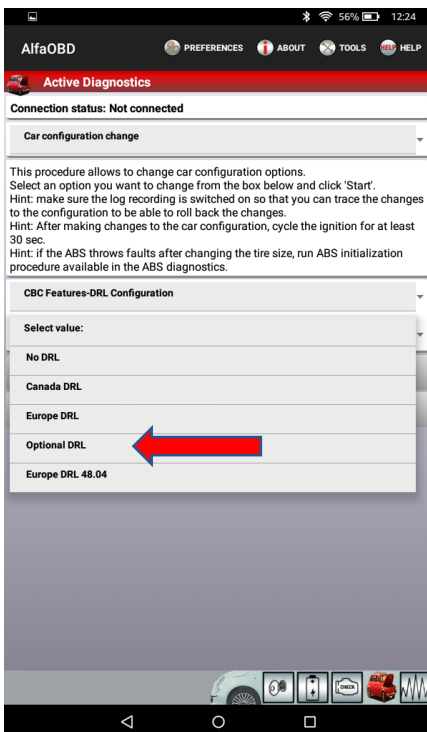 56% 12:24
AlfaOBD PREFERENCES ABOUT TOOLS HELP HELP
Active Diagnostics
Connection status: Not connected
Car configuration change
This procedure allows to change car configuration options.
Select an option you want to change from the box below and click 'Start'.
Hint: make sure the log recording is switched on so that you can trace the changes
to the configuration to be able to roll back the changes.
Hint: After making changes to the car configuration, cycle the ignition for at least
30 sec.
Hint: if the ABS throws faults after changing the tire size, run ABS initialization
procedure available in the ABS diagnostics.
CBC Features-DRL Configuration
Select value:
No DRL
Canada DRL
Europe DRL
Optional DRL
Europe DRL 48.04
CHECK